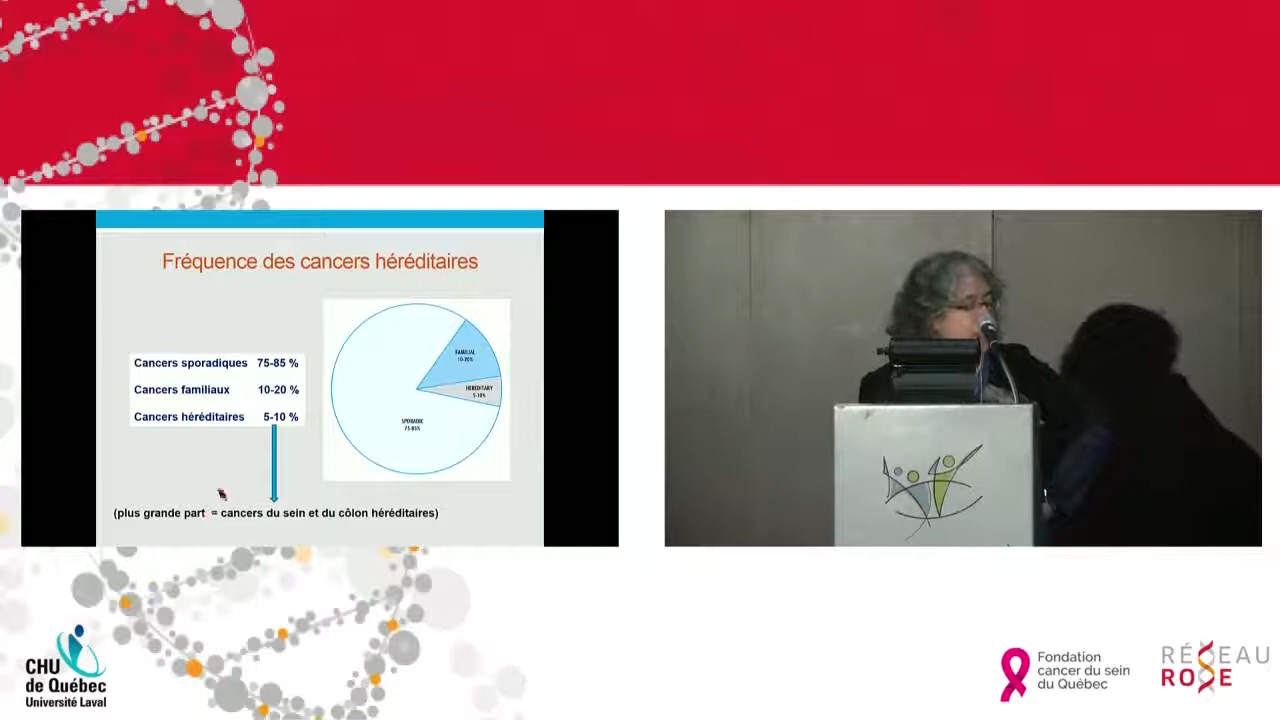 Fréquence des cancers héréditaires
Cancers sporadiques 75-85 %
Cancers familiaux 10-20 %
Cancers héréditaires 5-10 %
FAMILIAL
10-20%
HEREDITARY
5-10%
SPORADIC
75-85%
(plus grande part = cancers du sein et du côlon héréditaires)
CHU
de Québec
Université Laval
Fondation
cancer du sein
du Québec
RÉSEAU
ROSE